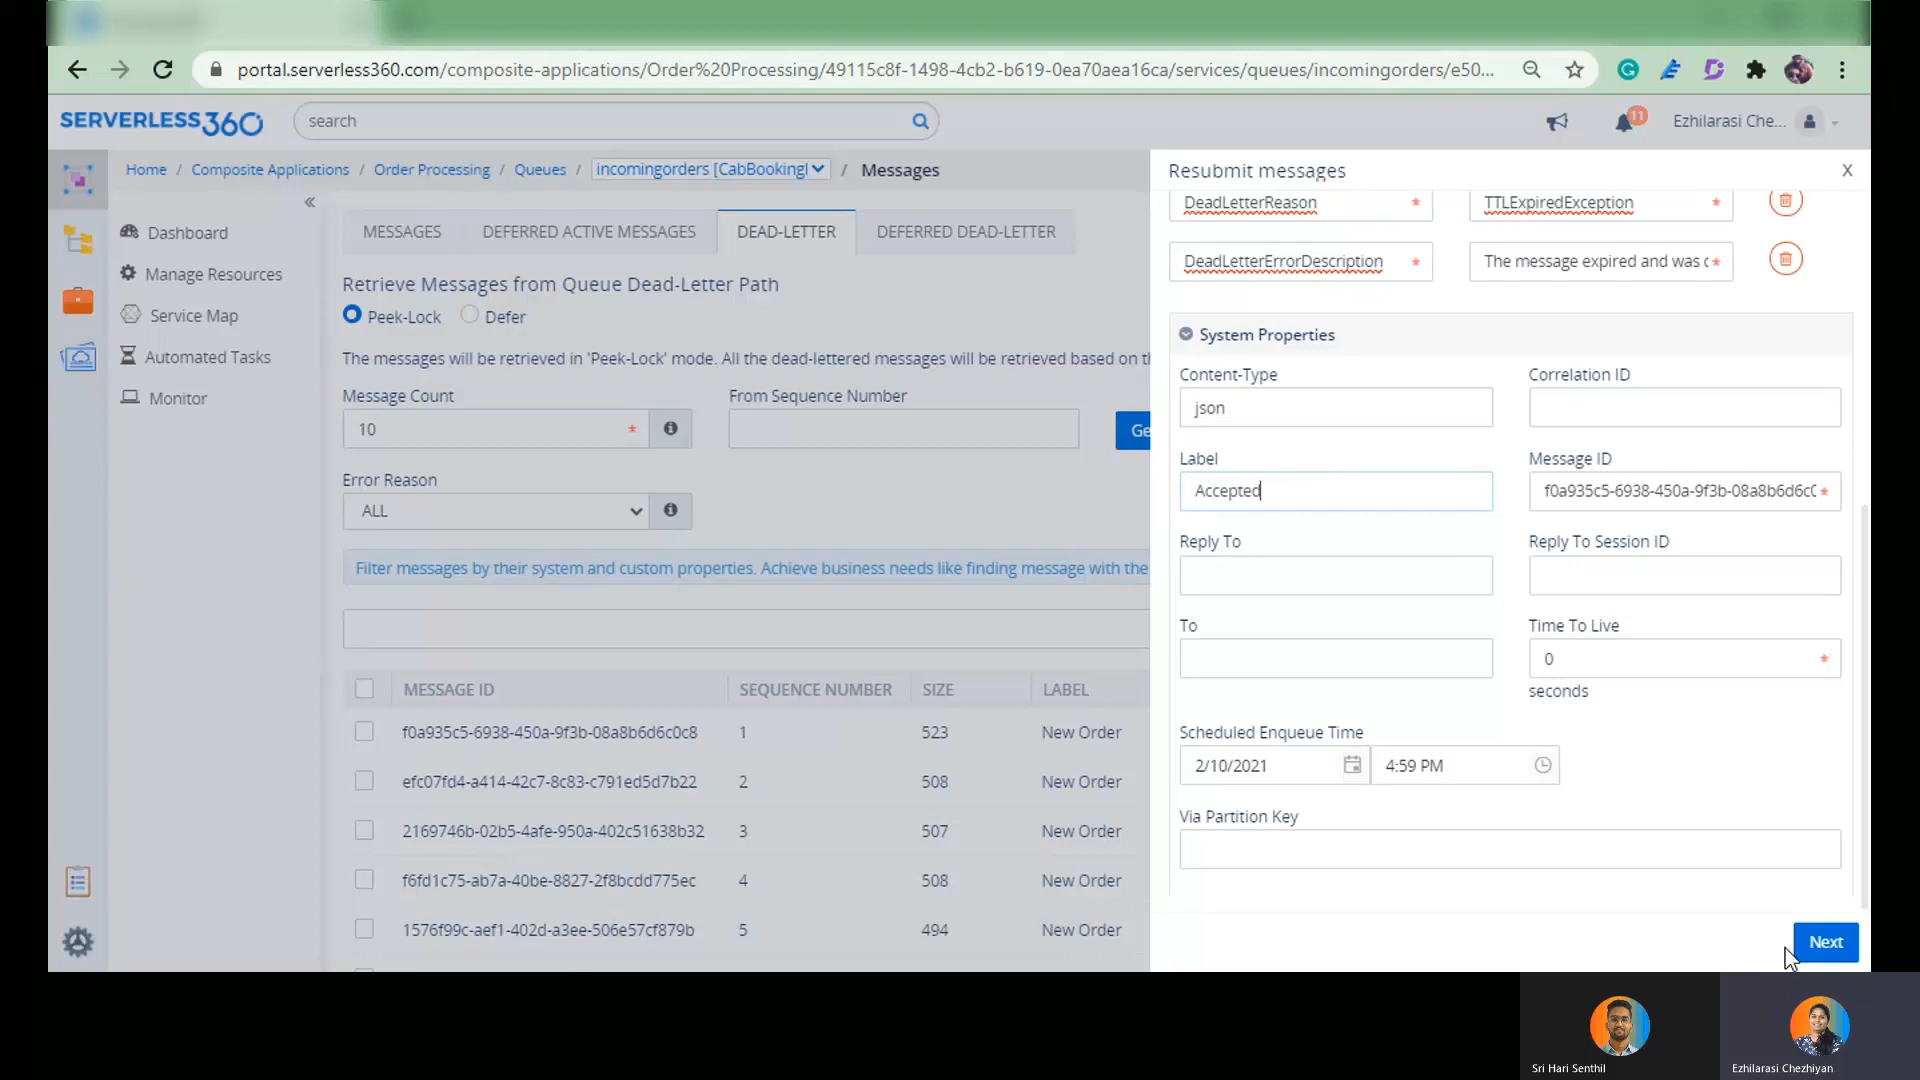 portal.serverless360.com/composite-applications/Order%20Processing/49115c8f-1498-4cb2-b619-0ea70aea16ca/services/queues/incomingorders/e50...
SERVERLESS360
search
11
Ezhilarasi Che...
Home / Composite Applications / Order Processing / Queues / incomingorders [CabBooking] / Messages
Dashboard
Manage Resources
Service Map
Automated Tasks
Monitor
MESSAGES
DEFERRED ACTIVE MESSAGES
DEAD-LETTER
DEFERRED DEAD-LETTER
Retrieve Messages from Queue Dead-Letter Path
Peek-Lock
Defer
The messages will be retrieved in 'Peek-Lock' mode. All the dead-lettered messages will be retrieved based on th
Message Count
From Sequence Number
10 *
Ge
Error Reason
ALL
Filter messages by their system and custom properties. Achieve business needs like finding message with the
MESSAGE ID SEQUENCE NUMBER SIZE LABEL
f0a935c5-6938-450a-9f3b-08a8b6d6c0c8 1 523 New Order
efc07fd4-a414-42c7-8c83-c791ed5d7b22 2 508 New Order
2169746b-02b5-4afe-950a-402c51638b32 3 507 New Order
f6fd1c75-ab7a-40be-8827-2f8bcdd775ec 4 508 New Order
1576f99c-aef1-402d-a3ee-506e57cf879b 5 494 New Order
Resubmit messages
X
DeadLetterReason *
TTLExpiredException *
DeadLetterErrorDescription *
The message expired and was *
System Properties
Content-Type
Correlation ID
json
Label
Message ID
Accepted
f0a935c5-6938-450a-9f3b-08a8b6d6c0 *
Reply To
Reply To Session ID
To
Time To Live
0 *
seconds
Scheduled Enqueue Time
2/10/2021
4:59 PM
Via Partition Key
Next
Sri Hari Senthil
Ezhilarasi Chezhiyan